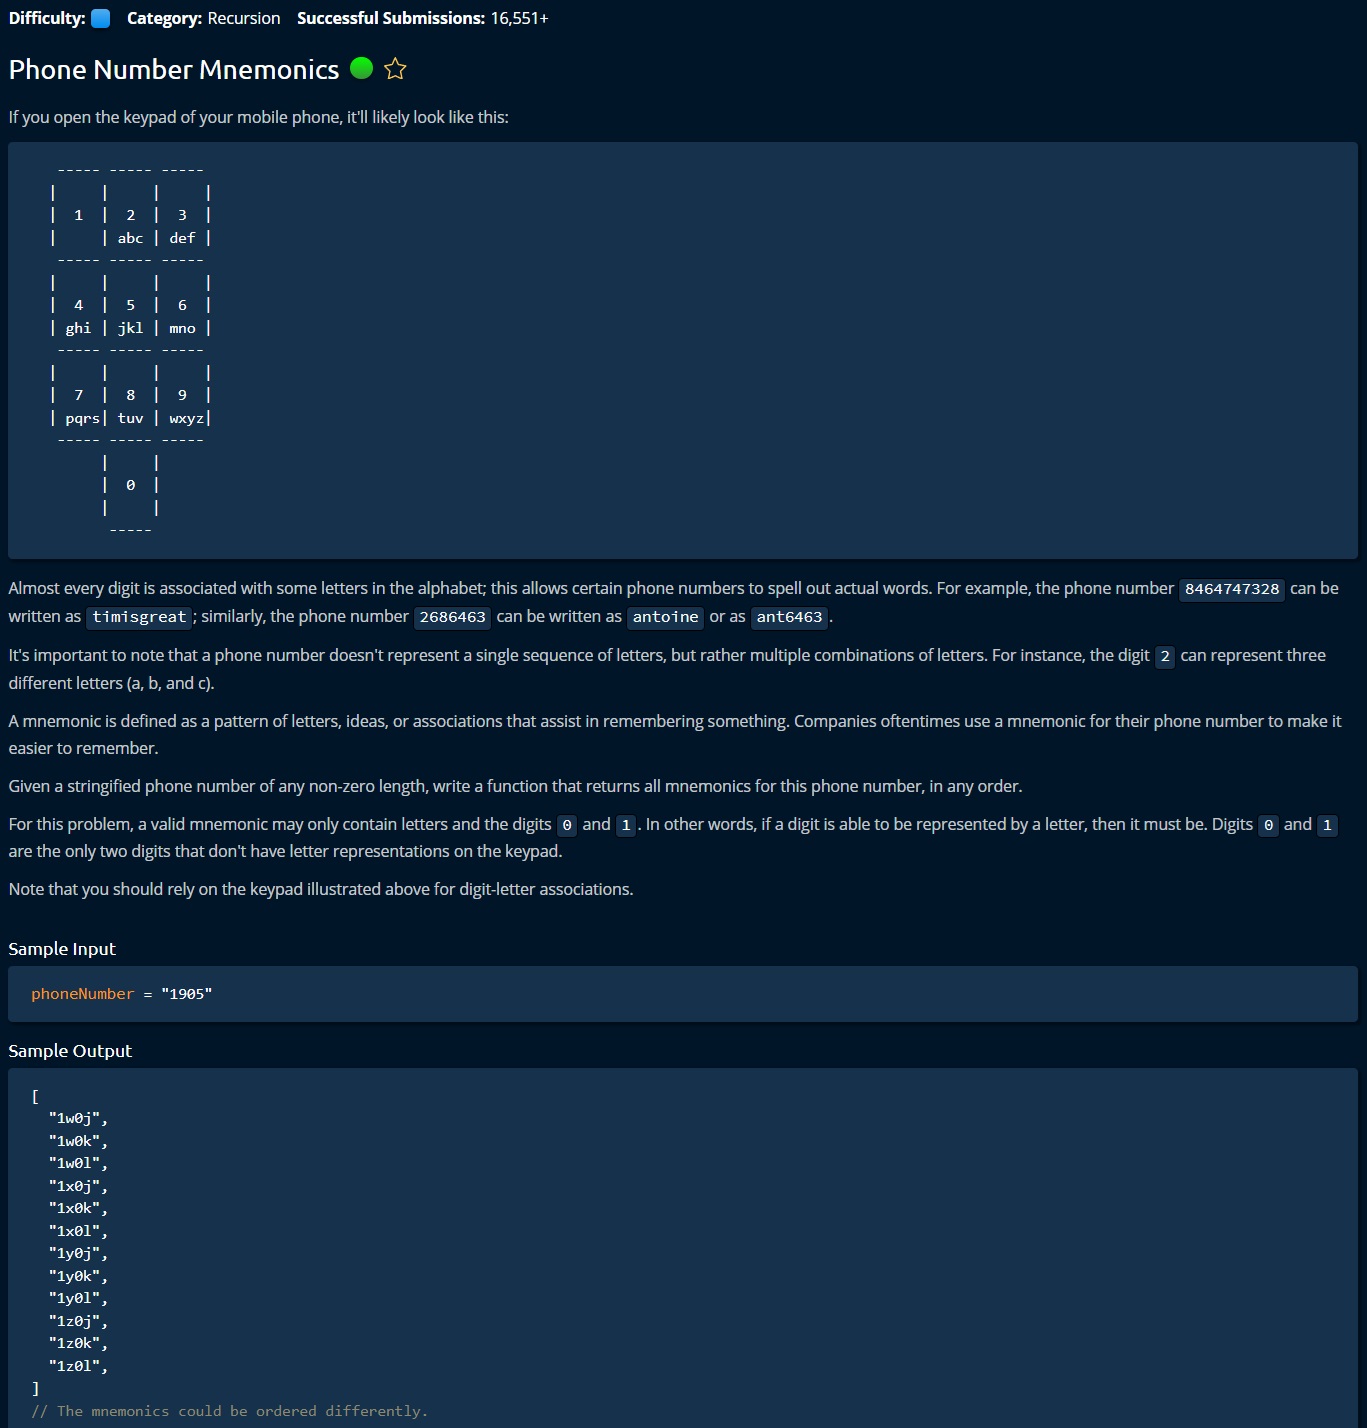 Difficulty: Category: Recursion Successful Submissions: 16,551+
Phone Number Mnemonics
If you open the keypad of your mobile phone, it'll likely look like this:
 ----- ----- -----
|     |     |     |
|  1  |  2  |  3  |
|     | abc | def |
 ----- ----- -----
|     |     |     |
|  4  |  5  |  6  |
| ghi | jkl | mno |
 ----- ----- -----
|     |     |     |
|  7  |  8  |  9  |
| pqrs| tuv | wxyz|
 ----- ----- -----
      |     |
      |  0  |
      |     |
       -----
Almost every digit is associated with some letters in the alphabet; this allows certain phone numbers to spell out actual words. For example, the phone number 8464747328 can be
written as timisgreat; similarly, the phone number 2686463 can be written as antoine or as ant6463.
It's important to note that a phone number doesn't represent a single sequence of letters, but rather multiple combinations of letters. For instance, the digit 2 can represent three
different letters (a, b, and c).
A mnemonic is defined as a pattern of letters, ideas, or associations that assist in remembering something. Companies oftentimes use a mnemonic for their phone number to make it
easier to remember.
Given a stringified phone number of any non-zero length, write a function that returns all mnemonics for this phone number, in any order.
For this problem, a valid mnemonic may only contain letters and the digits 0 and 1. In other words, if a digit is able to be represented by a letter, then it must be. Digits 0 and 1
are the only two digits that don't have letter representations on the keypad.
Note that you should rely on the keypad illustrated above for digit-letter associations.
Sample Input
phoneNumber = "1905"
Sample Output
[
  "1w0j",
  "1w0k",
  "1w0l",
  "1x0j",
  "1x0k",
  "1x0l",
  "1y0j",
  "1y0k",
  "1y0l",
  "1z0j",
  "1z0k",
  "1z0l",
]
// The mnemonics could be ordered differently.